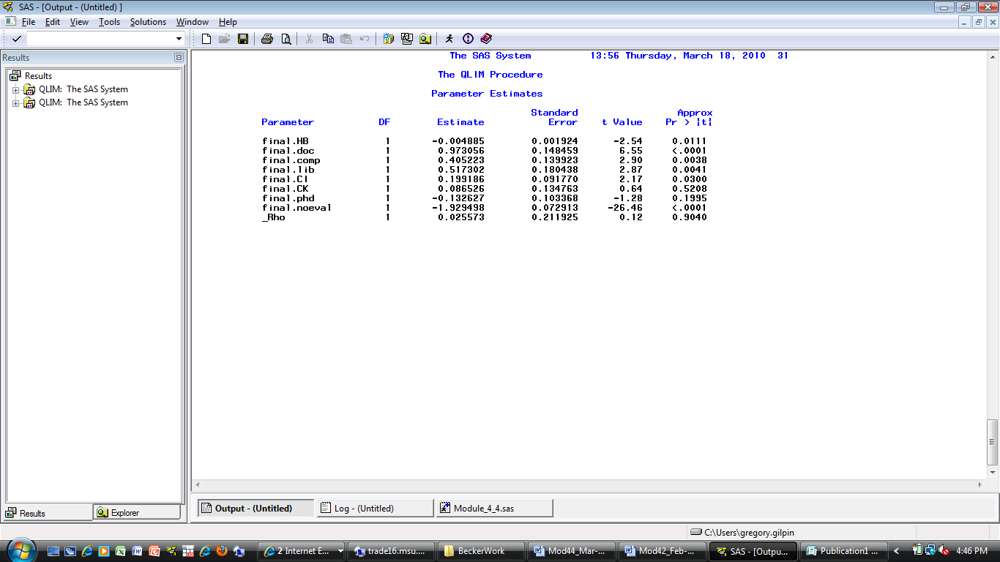 SAS - [Output - (Untitled) ]
File Edit View Tools Solutions Window Help
Results
Results
QLIM: The SAS System
QLIM: The SAS System
The SAS System 13:56 Thursday, March 18, 2010 31
The QLIM Procedure
Parameter Estimates
Standard Approx
Parameter DF Estimate Error t Value Pr > |t|
final.HB 1 -0.004885 0.001924 -2.54 0.0111
final.doc 1 0.973056 0.148459 6.55 <.0001
final.comp 1 0.405223 0.139923 2.90 0.0038
final.lib 1 0.517302 0.180438 2.87 0.0041
final.CI 1 0.199186 0.091770 2.17 0.0300
final.CK 1 0.086526 0.134763 0.64 0.5208
final.phd 1 -0.132627 0.103368 -1.28 0.1995
final.noeval 1 -1.929498 0.072913 -26.46 <.0001
_Rho 1 0.025573 0.211925 0.12 0.9040
Results Explorer
Output - (Untitled) Log - (Untitled) Module_4_4.sas
C:\Users\gregory.gilpin
2 Internet E... trade16.msu.... BeckerWork Mod44_Mar-... Mod42_Feb-... SAS - [Outpu... Publication1 ... 4:46 PM